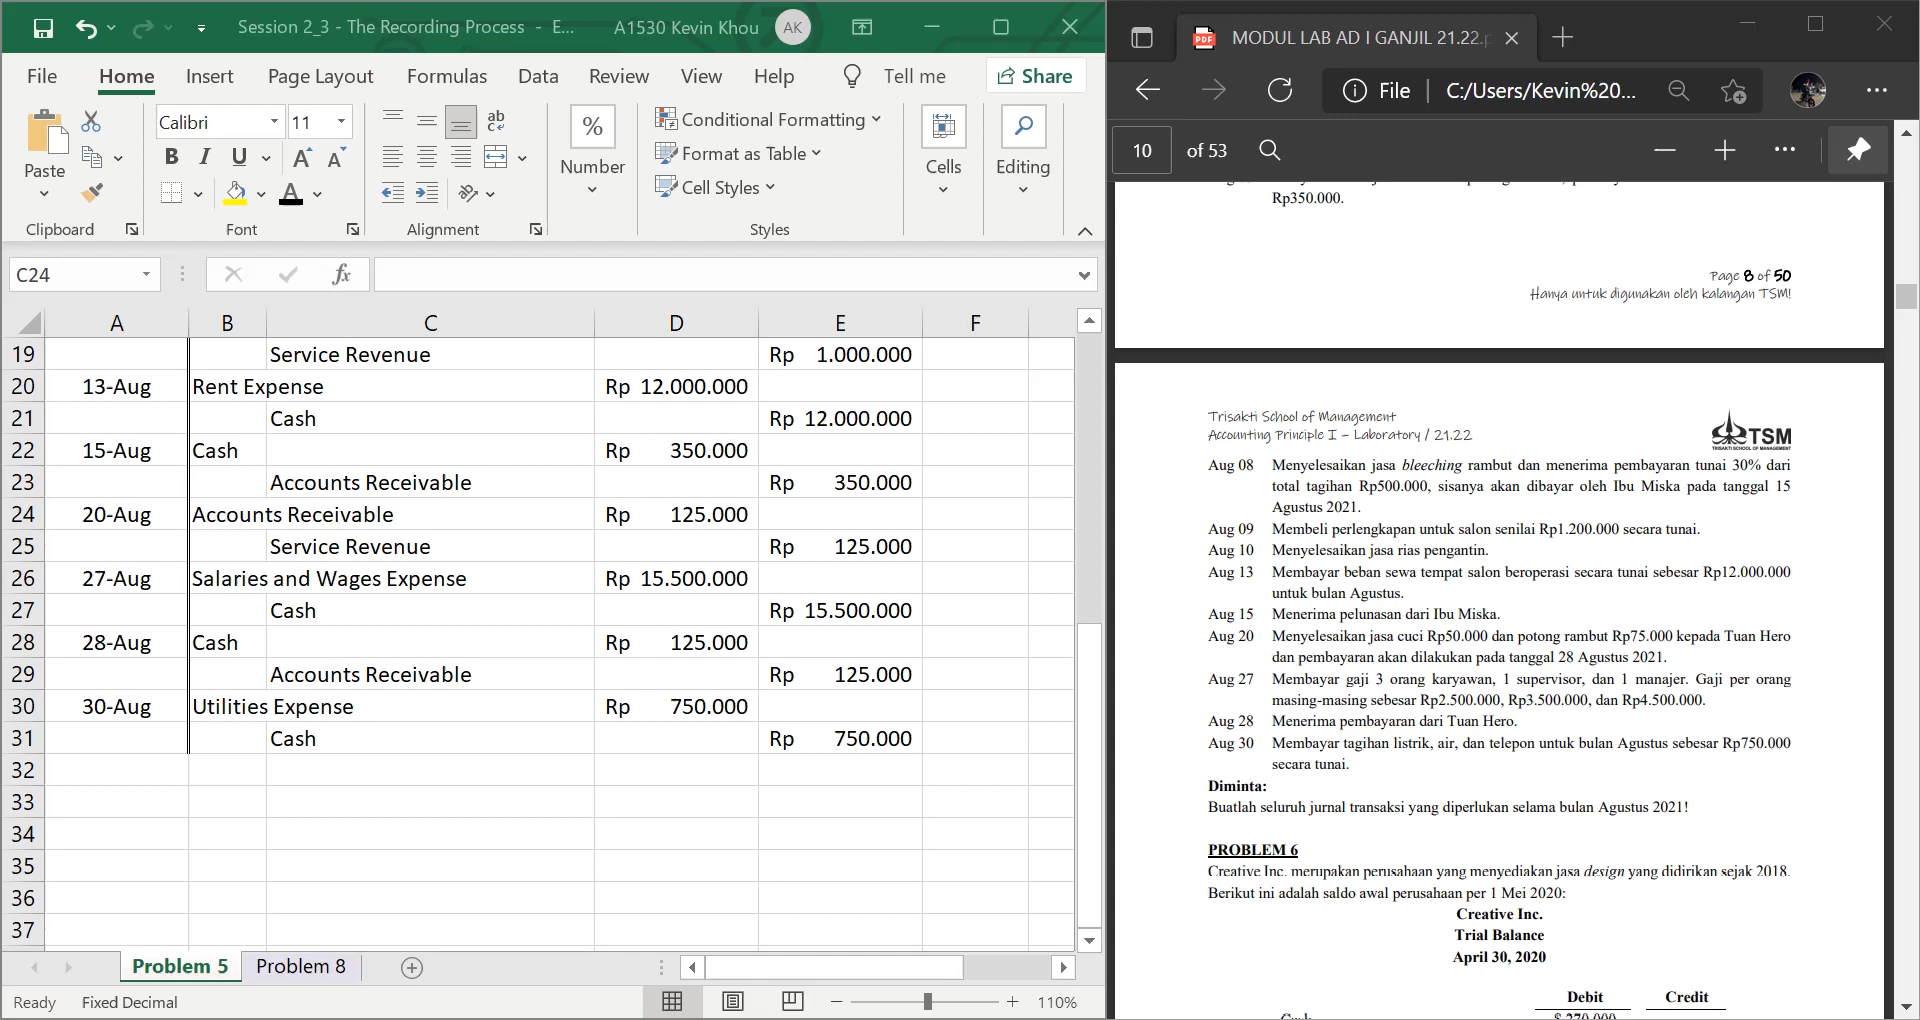 Session 2_3 - The Recording Process - E... A1530 Kevin Khou AK
File Home Insert Page Layout Formulas Data Review View Help Tell me Share
Calibri 11
Paste Number Cells Editing
Conditional Formatting
Format as Table
Cell Styles
Clipboard Font Alignment Styles
C24 fx
A B C D E F
19 Service Revenue Rp 1.000.000
20 13-Aug Rent Expense Rp 12.000.000
21 Cash Rp 12.000.000
22 15-Aug Cash Rp 350.000
23 Accounts Receivable Rp 350.000
24 20-Aug Accounts Receivable Rp 125.000
25 Service Revenue Rp 125.000
26 27-Aug Salaries and Wages Expense Rp 15.500.000
27 Cash Rp 15.500.000
28 28-Aug Cash Rp 125.000
29 Accounts Receivable Rp 125.000
30 30-Aug Utilities Expense Rp 750.000
31 Cash Rp 750.000
32
33
34
35
36
37
Problem 5 Problem 8
Ready Fixed Decimal 110%
PDF MODUL LAB AD I GANJIL 21.22.p
File C:/Users/Kevin%20...
10 of 53
Rp350.000.
Page 8 of 50
Hanya untuk digunakan oleh kalangan TSM!
Trisakti School of Management
Accounting Principle I – Laboratory / 21.22
TSM
TRISAKTI SCHOOL OF MANAGEMENT
Aug 08 Menyelesaikan jasa bleeching rambut dan menerima pembayaran tunai 30% dari
total tagihan Rp500.000, sisanya akan dibayar oleh Ibu Miska pada tanggal 15
Agustus 2021.
Aug 09 Membeli perlengkapan untuk salon senilai Rp1.200.000 secara tunai.
Aug 10 Menyelesaikan jasa rias pengantin.
Aug 13 Membayar beban sewa tempat salon beroperasi secara tunai sebesar Rp12.000.000
untuk bulan Agustus.
Aug 15 Menerima pelunasan dari Ibu Miska.
Aug 20 Menyelesaikan jasa cuci Rp50.000 dan potong rambut Rp75.000 kepada Tuan Hero
dan pembayaran akan dilakukan pada tanggal 28 Agustus 2021.
Aug 27 Membayar gaji 3 orang karyawan, 1 supervisor, dan 1 manajer. Gaji per orang
masing-masing sebesar Rp2.500.000, Rp3.500.000, dan Rp4.500.000.
Aug 28 Menerima pembayaran dari Tuan Hero.
Aug 30 Membayar tagihan listrik, air, dan telepon untuk bulan Agustus sebesar Rp750.000
secara tunai.
Diminta:
Buatlah seluruh jurnal transaksi yang diperlukan selama bulan Agustus 2021!
PROBLEM 6
Creative Inc. merupakan perusahaan yang menyediakan jasa design yang didirikan sejak 2018.
Berikut ini adalah saldo awal perusahaan per 1 Mei 2020:
Creative Inc.
Trial Balance
April 30, 2020
Debit Credit
Cash $ 270.000